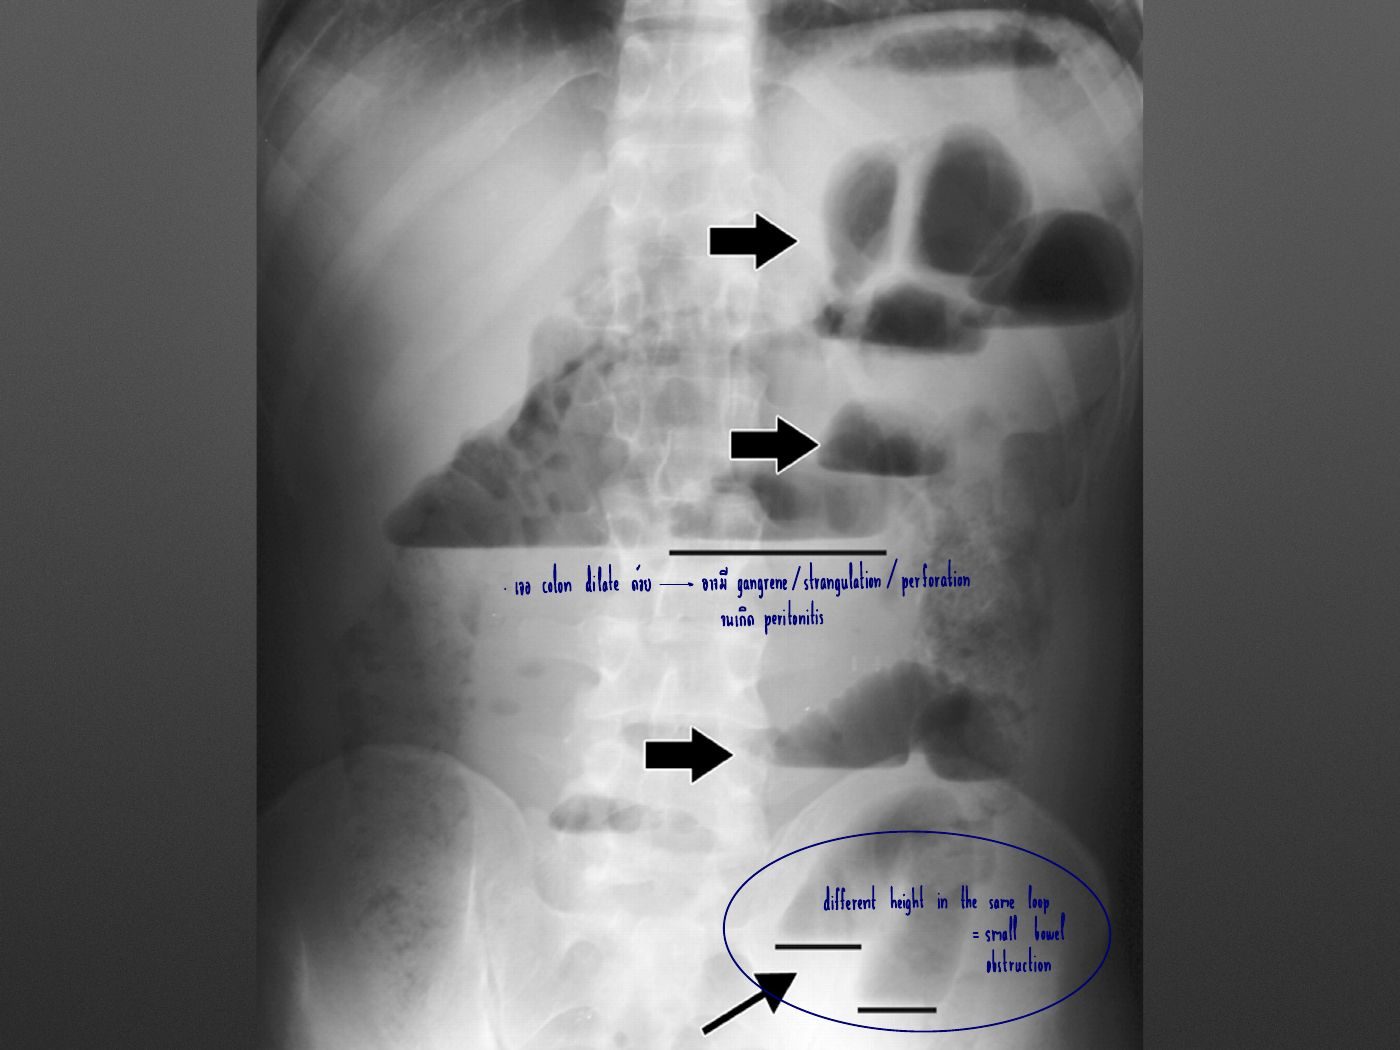 · เจอ colon dilate ด้วย → อาจมี gangrene / strangulation / perforation
จนเกิด peritonitis
different height in the same loop
= small bowel
obstruction